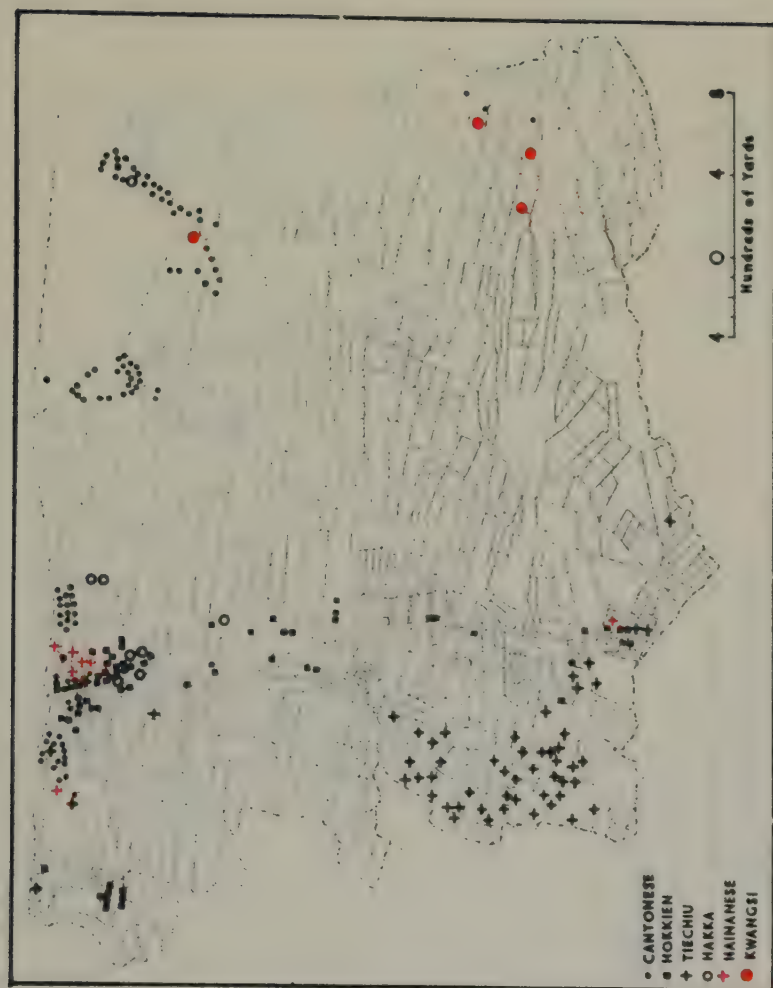 4 0 4 8
Hundreds of Yards
CANTONESE
HOKKIEN
TIECHIU
HAKKA
HAINANESE
KWANGSI